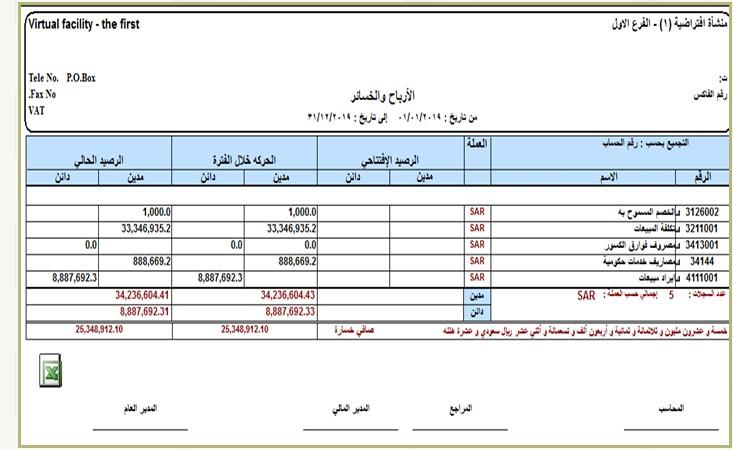 منشأة افتراضية (١) - الفرع الاول Virtual facility - the first
ت: Tele No. P.O.Box
رقم الفاكس .Fax No
VAT
الأرباح والخسائر
من تاريخ : ٠١/٠١/٢٠١٩ إلى تاريخ : ٣١/١٢/٢٠١٩
التجميع بحسب : رقم الحساب العملة الرصيد الإفتتاحي الحركه خلال الفترة الرصيد الحالي
الرقم الاسم مدين دائن مدين دائن مدين دائن
3126002 الخصم المسموح به SAR 1,000.0 1,000.0
3211001 تكلفة المبيعات SAR 33,346,935.2 33,346,935.2
3413001 مصروف فوارق الكسور SAR 0.0 0.0 0.0
34144 مصاريف خدمات حكومية SAR 888,669.2 888,669.2
4111001 ايراد مبيعات SAR 8,887,692.3 8,887,692.3
عدد السجلات : 5 إجمالي حسب العمله : SAR مدين 34,236,604.43 34,236,604.41
دائن 8,887,692.33 8,887,692.31
خمسة و عشرون مليون و ثلاثمائة و ثمانية و أربعون ألف و تسعمائة و أثني عشر ريال سعودي و عشرة هلله صافي خسارة 25,348,912.10 25,348,912.10
المحاسب المراجع المدير المالي المدير العام